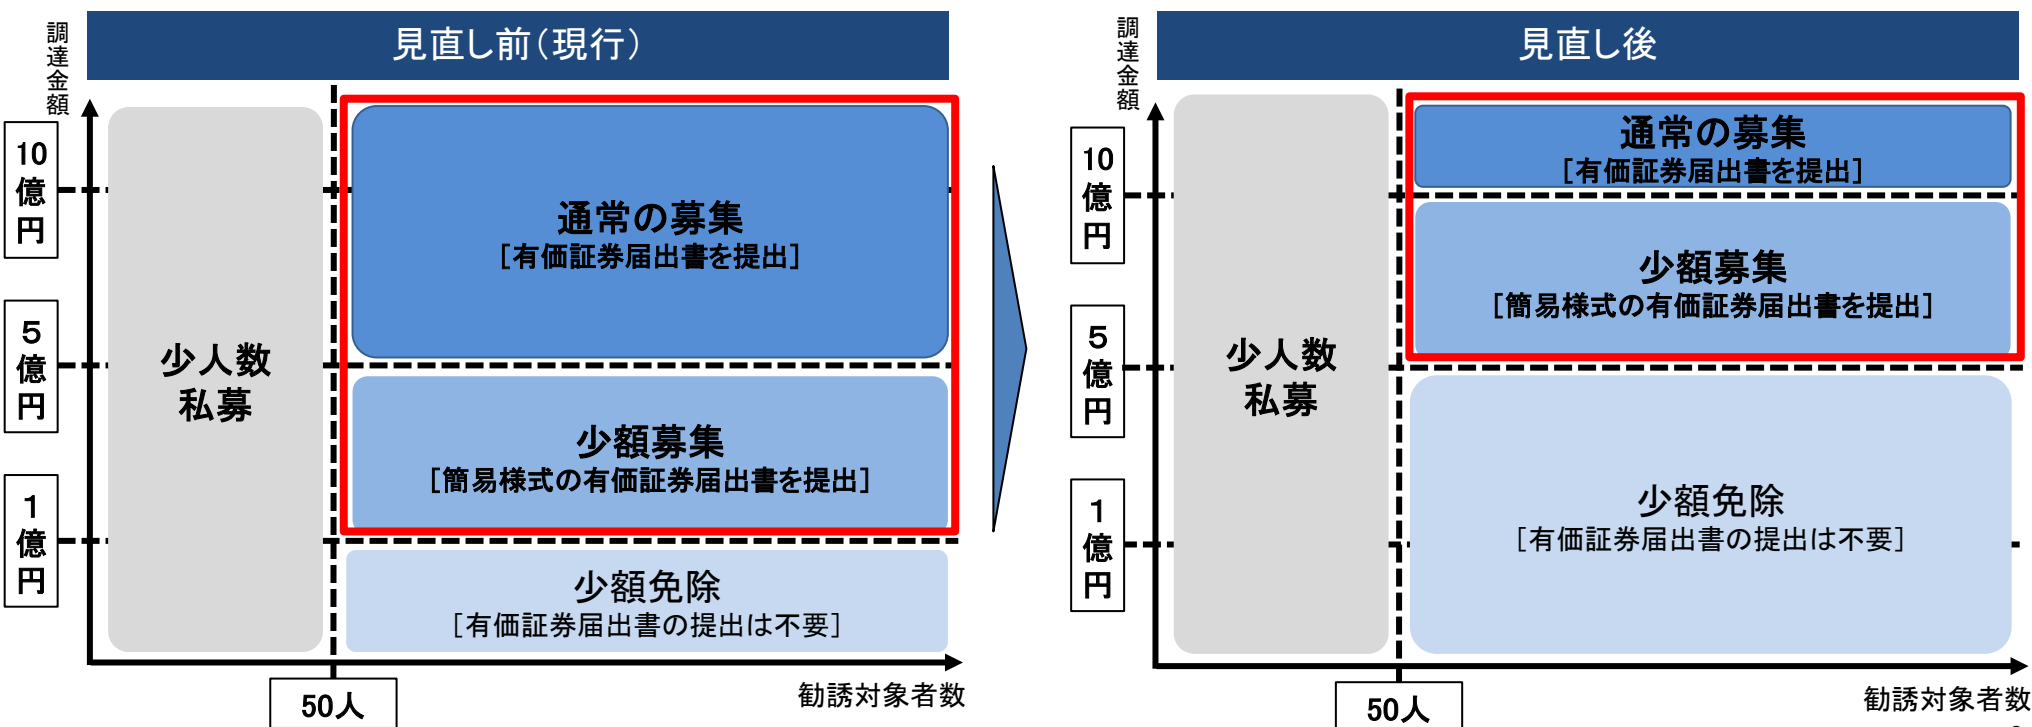 見直し前（現行）
調達金額
10億円
5億円
1億円
少人数
私募
通常の募集
[有価証券届出書を提出]
少額募集
[簡易様式の有価証券届出書を提出]
少額免除
[有価証券届出書の提出は不要]
50人
勧誘対象者数
見直し後
調達金額
10億円
5億円
1億円
少人数
私募
通常の募集
[有価証券届出書を提出]
少額募集
[簡易様式の有価証券届出書を提出]
少額免除
[有価証券届出書の提出は不要]
50人
勧誘対象者数